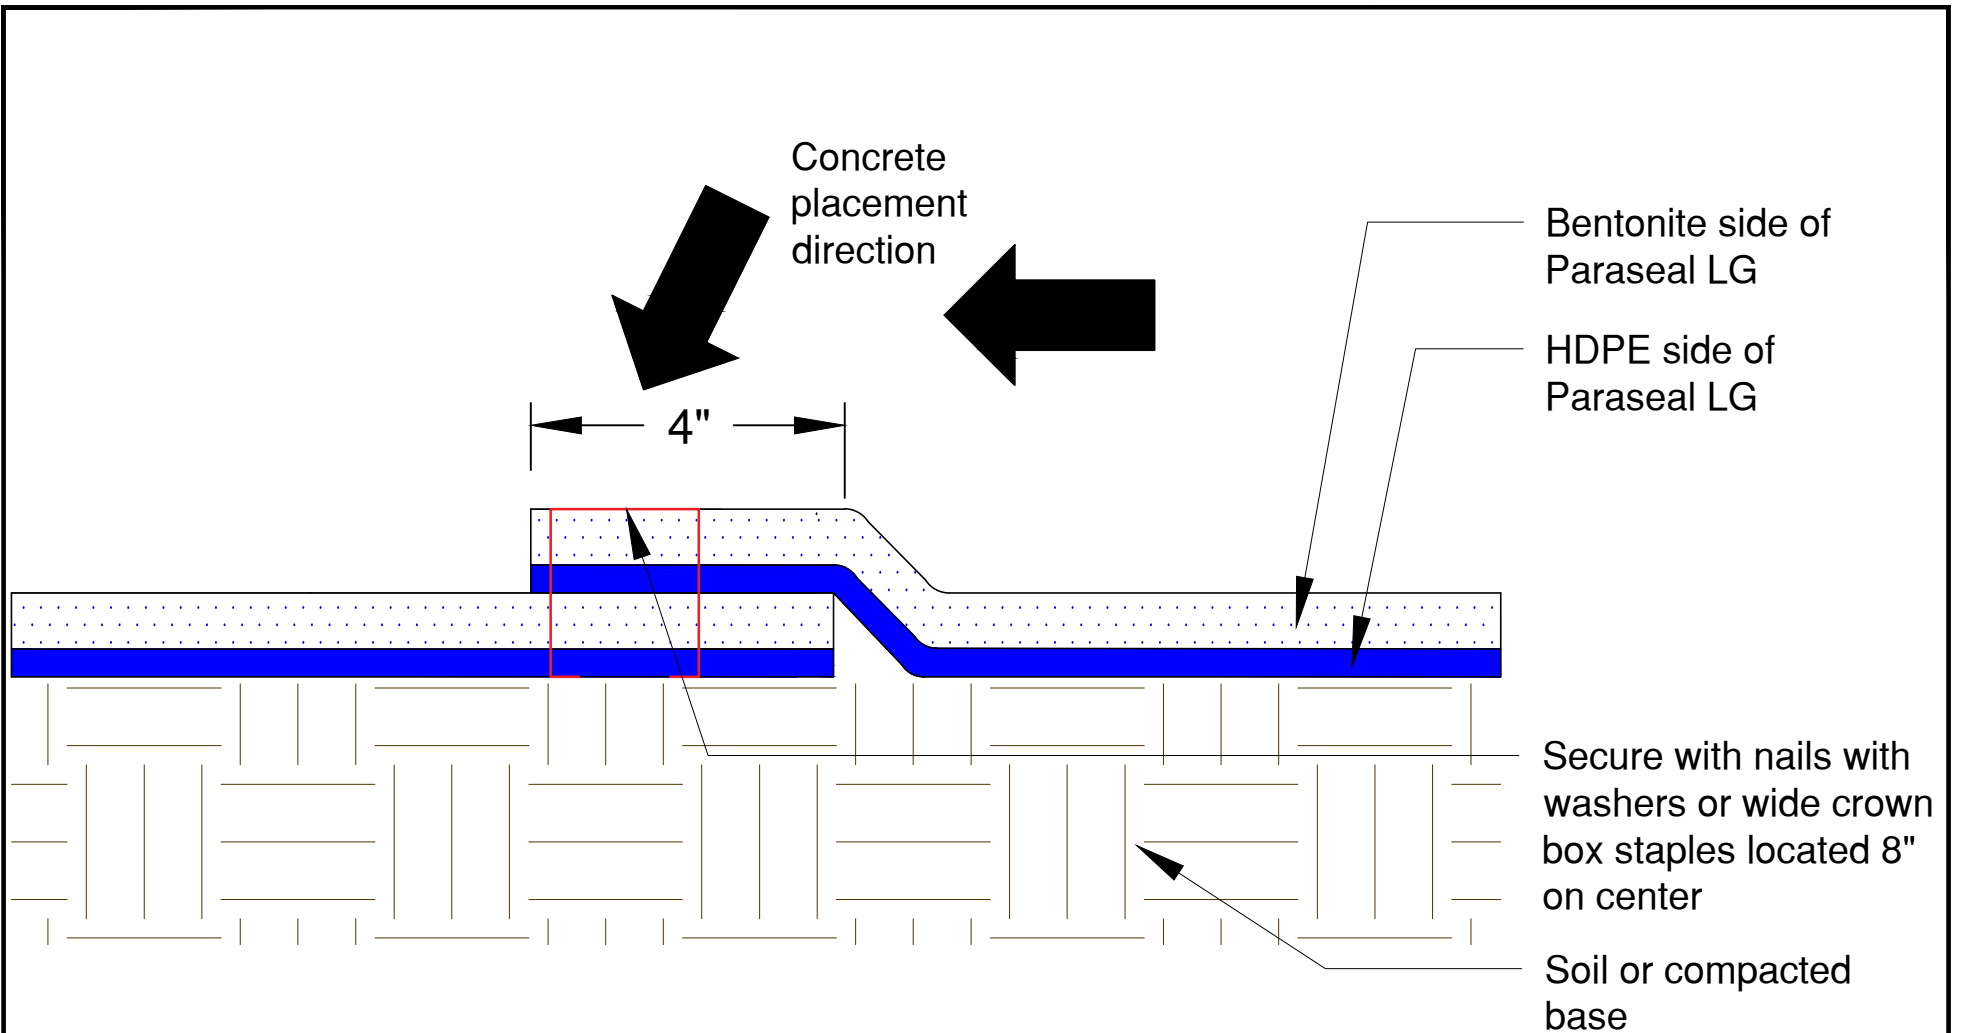 Concrete
placement
direction
Bentonite side of
Paraseal LG
HDPE side of
Paraseal LG
4"
Secure with nails with
washers or wide crown
box staples located 8"
on center
Soil or compacted
base